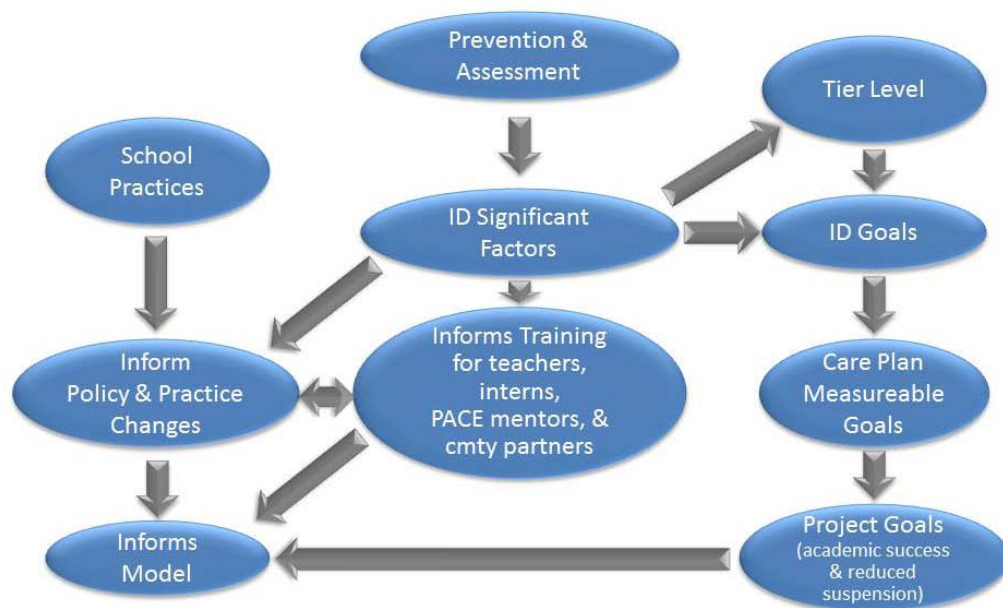 Prevention &
Assessment
Tier Level
School
Practices
ID Significant
Factors
ID Goals
Inform
Policy & Practice
Changes
Informs Training
for teachers,
interns,
PACE mentors, &
cmty partners
Care Plan
Measureable
Goals
Informs
Model
Project Goals
(academic success
& reduced
suspension)